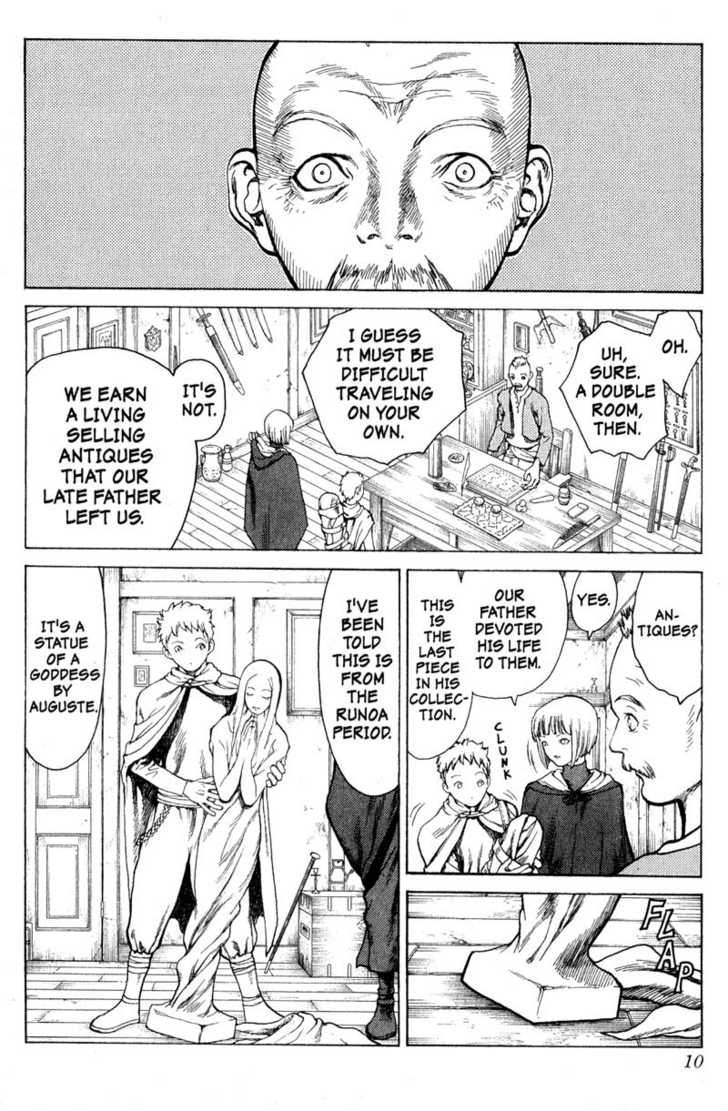 OH.
UH,
SURE.
A DOUBLE
ROOM,
THEN.
I GUESS
IT MUST BE
DIFFICULT
TRAVELING
ON YOUR
OWN.
IT'S
NOT.
WE EARN
A LIVING
SELLING
ANTIQUES
THAT OUR
LATE FATHER
LEFT US.
AN-
TIQUES?
YES.
OUR
FATHER
DEVOTED
HIS LIFE
TO THEM.
THIS
IS
THE
LAST
PIECE
IN HIS
COLLEC-
TION.
CLUNK
FLAP
I'VE
BEEN
TOLD
THIS IS
FROM
THE
RUNOA
PERIOD.
IT'S A
STATUE
OF A
GODDESS
BY
AUGUSTE.
10